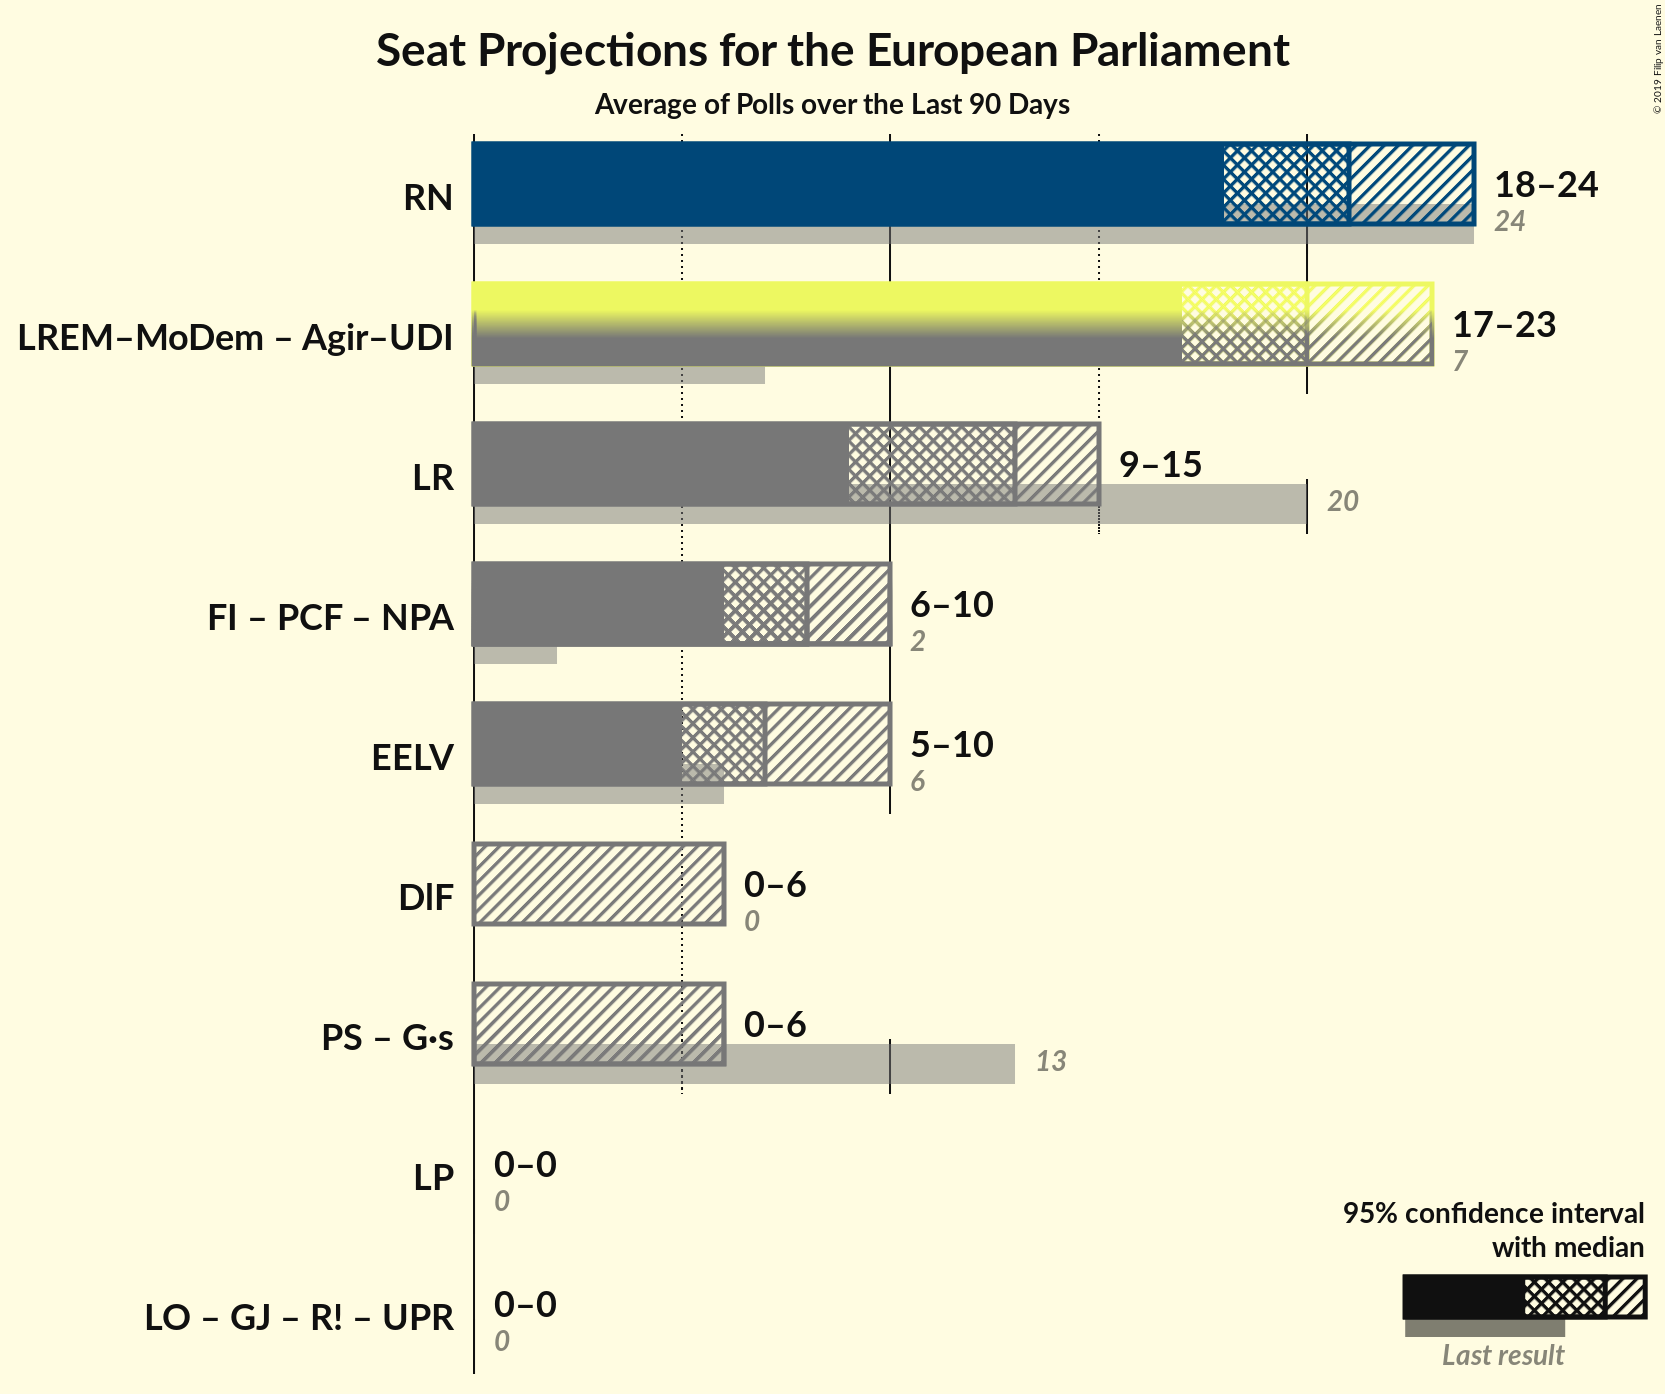 Seat Projections for the European Parliament
Average of Polls over the Last 90 Days
© 2019 Filip van Laenen
RN
18–24
24
LREM–MoDem – Agir–UDI
17–23
7
LR
9–15
20
FI – PCF – NPA
6–10
2
EELV
5–10
6
DlF
0–6
0
PS – G·s
0–6
13
LP
0–0
0
LO – GJ – R! – UPR
0–0
0
95% confidence interval
with median
Last result